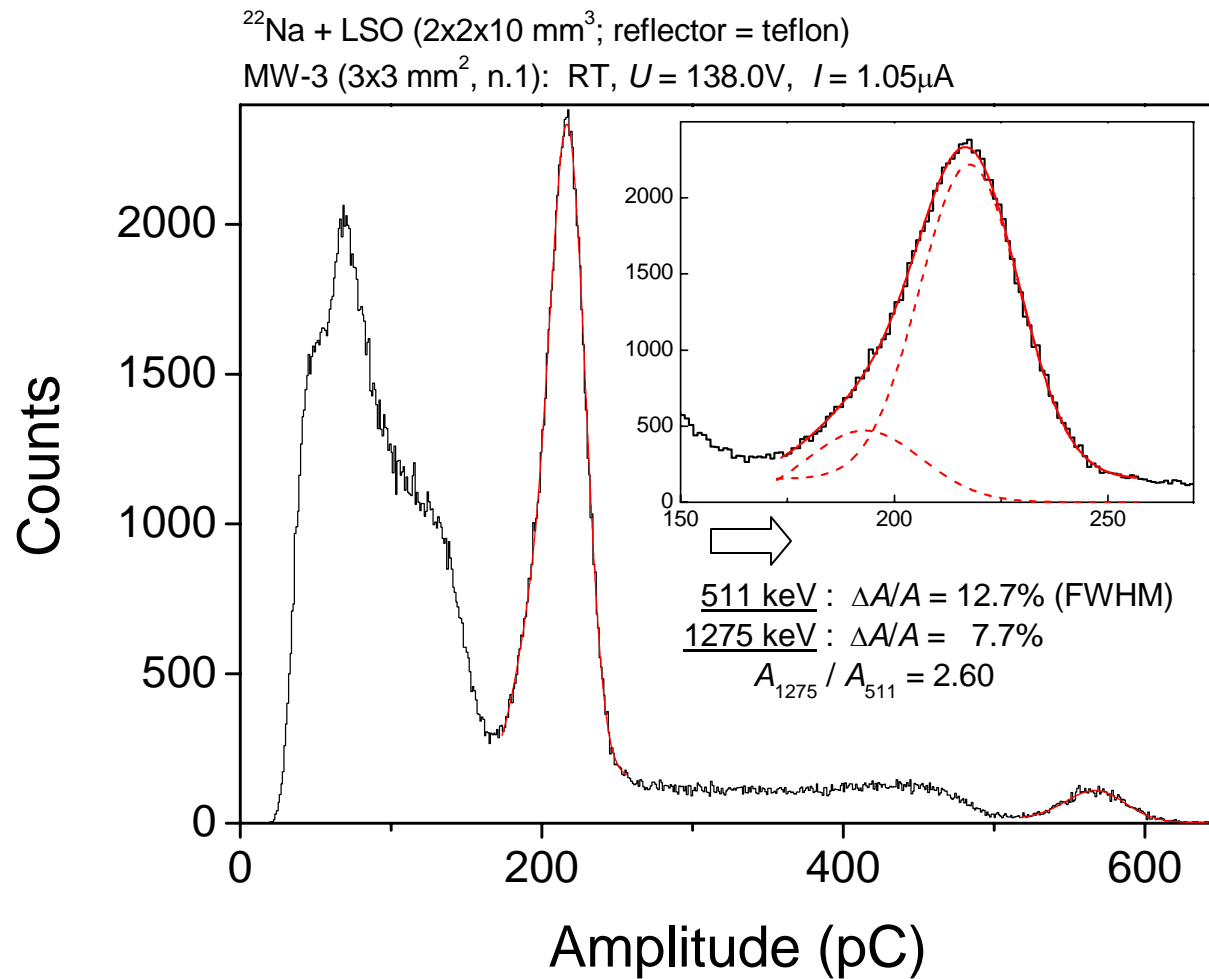 ²²Na + LSO (2x2x10 mm³; reflector = teflon)
MW-3 (3x3 mm², n.1): RT, U = 138.0V, I = 1.05μA
2000
1500
1000
500
0
Counts
2000
1500
1000
500
0
150
200
250
511 keV : ΔA/A = 12.7% (FWHM)
1275 keV : ΔA/A = 7.7%
A₁₂₇₅ / A₅₁₁ = 2.60
0
200
400
600
Amplitude (pC)